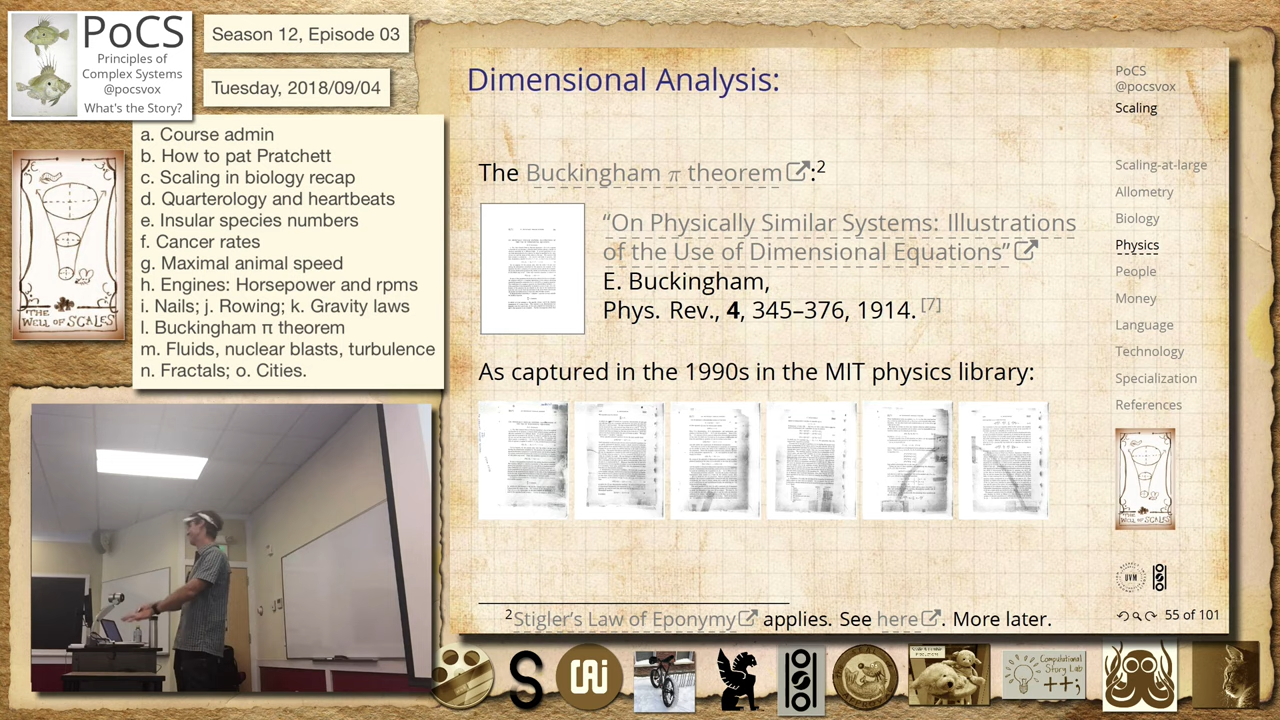 PoCS
Principles of
Complex Systems
@pocsvox
What's the Story?
Season 12, Episode 03
Tuesday, 2018/09/04
a. Course admin
b. How to pat Pratchett
c. Scaling in biology recap
d. Quarterology and heartbeats
e. Insular species numbers
f. Cancer rates
g. Maximal animal speed
h. Engines: Horsepower and rpms
i. Nails; j. Rowing; k. Gravity laws
l. Buckingham π theorem
m. Fluids, nuclear blasts, turbulence
n. Fractals; o. Cities.
THE
WELL OF SCALES
Dimensional Analysis:
The Buckingham π theorem:2
“On Physically Similar Systems: Illustrations
of the Use of Dimensional Equations”
E. Buckingham,
Phys. Rev., 4, 345–376, 1914. [7]
As captured in the 1990s in the MIT physics library:
2Stigler's Law of Eponymy applies. See here. More later.
PoCS
@pocsvox
Scaling
Scaling-at-large
Allometry
Biology
Physics
People
Money
Language
Technology
Specialization
References
THE
WELL OF SCALES
UVM
55 of 101
Computational
Story Lab
++;